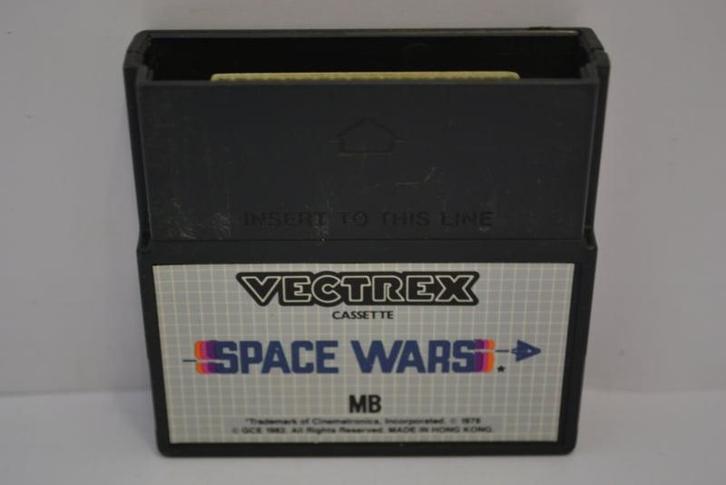 INSERT TO THIS LINE
VECTREX
CASSETTE
SPACE WARS.*
MB
*Trademark of Cinematronics, Incorporated. © 1978
© GCE 1982. All Rights Reserved. MADE IN HONG KONG.